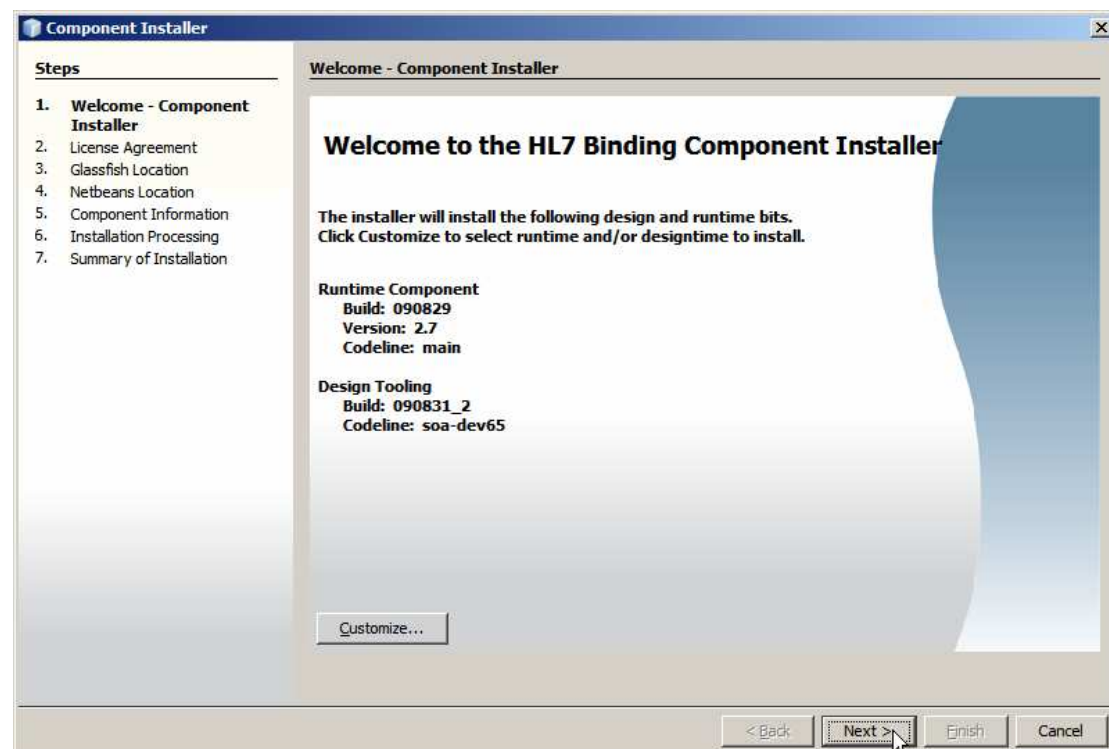 Component Installer
Steps
1. Welcome - Component
Installer
2. License Agreement
3. Glassfish Location
4. Netbeans Location
5. Component Information
6. Installation Processing
7. Summary of Installation
Welcome - Component Installer
Welcome to the HL7 Binding Component Installer
The installer will install the following design and runtime bits.
Click Customize to select runtime and/or designtime to install.
Runtime Component
Build: 090829
Version: 2.7
Codeline: main
Design Tooling
Build: 090831_2
Codeline: soa-dev65
Customize...
< Back Next > Finish Cancel